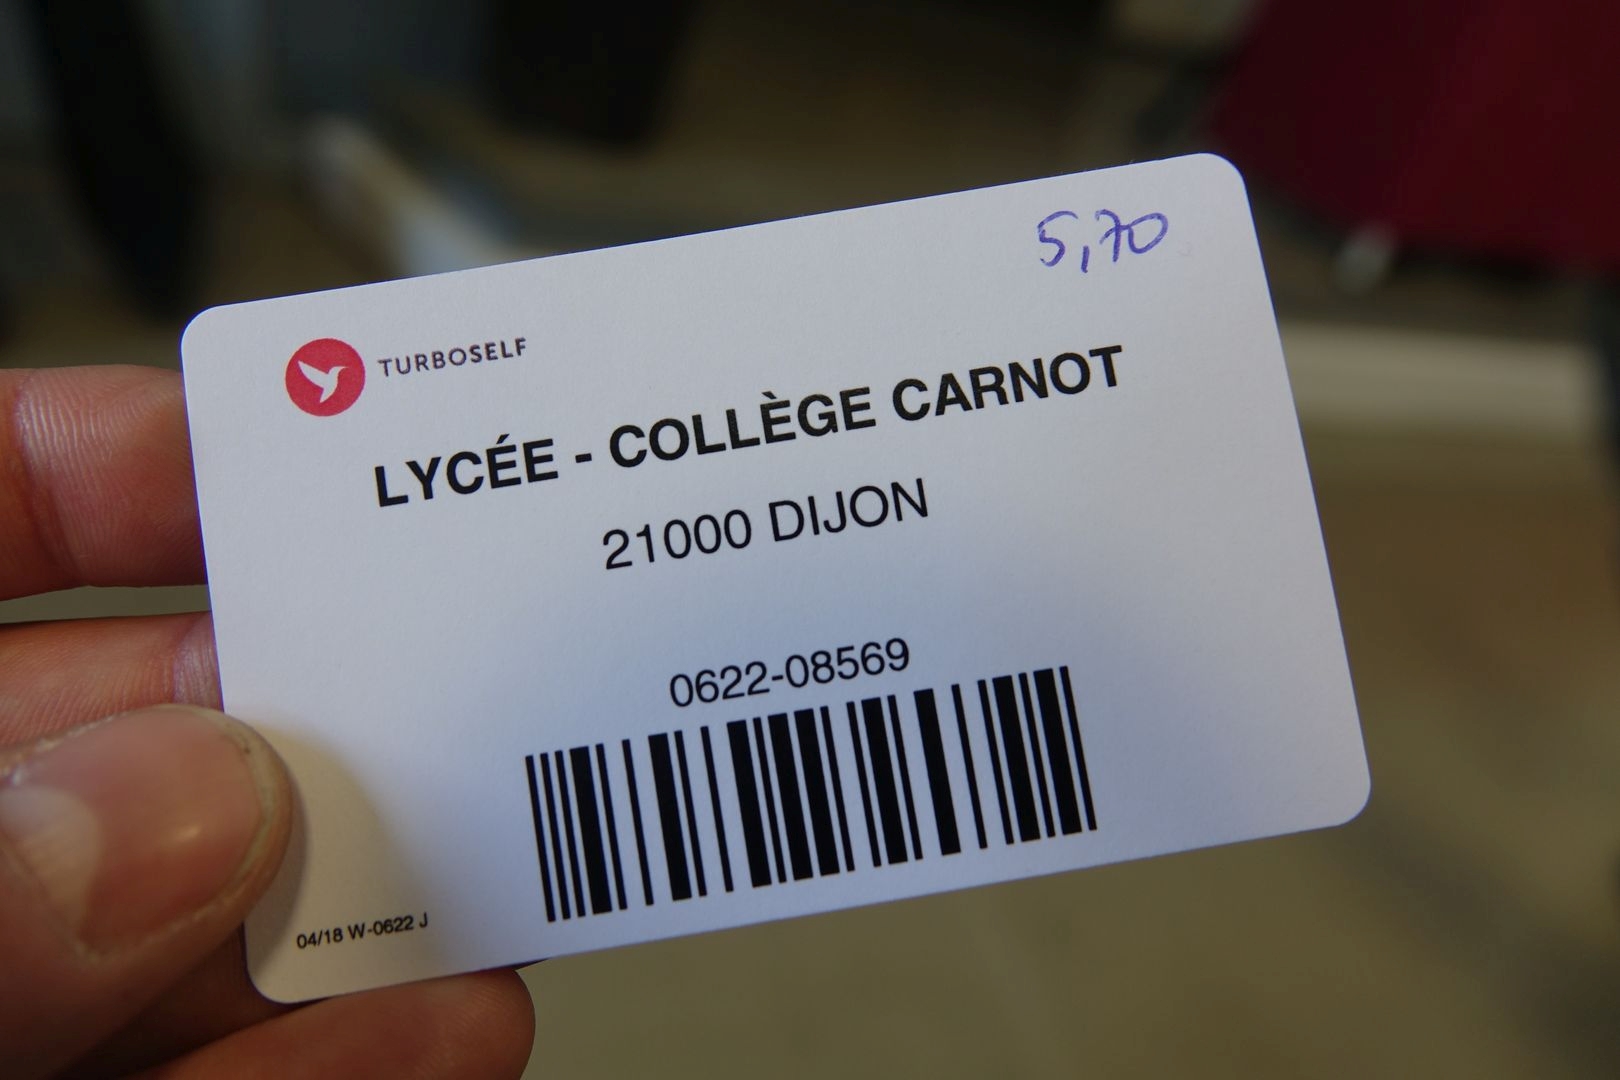 5,70
TURBOSELF
LYCÉE - COLLÈGE CARNOT
21000 DIJON
0622-08569
04/18 W-0622 J